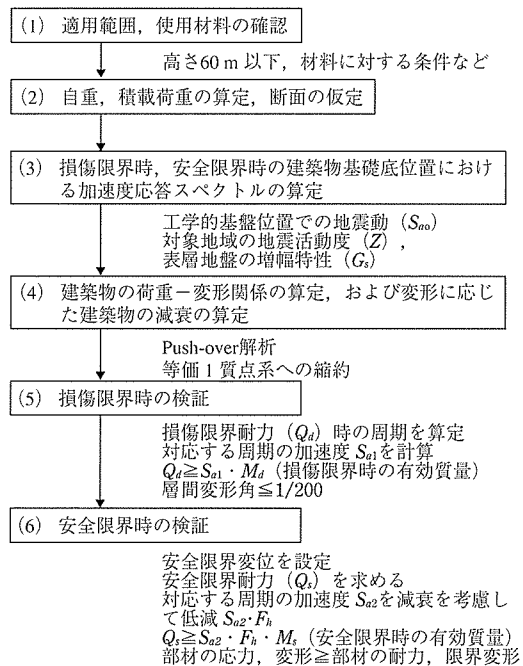 (1) 適用範囲，使用材料の確認
高さ60 m 以下，材料に対する条件など
(2) 自重，積載荷重の算定，断面の仮定
(3) 損傷限界時，安全限界時の建築物基礎底位置におけ
る加速度応答スペクトルの算定
工学的基盤位置での地震動（Sao）
対象地域の地震活動度（Z），
表層地盤の増幅特性（Gs）
(4) 建築物の荷重－変形関係の算定，および変形に応じ
た建築物の減衰の算定
Push-over解析
等価 1 質点系への縮約
(5) 損傷限界時の検証
損傷限界耐力（Qd）時の周期を算定
対応する周期の加速度 Sa1を計算
Qd≧Sa1・Md（損傷限界時の有効質量）
層間変形角≦1/200
(6) 安全限界時の検証
安全限界変位を設定
安全限界耐力（Qs）を求める
対応する周期の加速度 Sa2を減衰を考慮し
て低減 Sa2・Fh
Qs≧Sa2・Fh・Ms（安全限界時の有効質量）
部材の応力，変形≧部材の耐力，限界変形